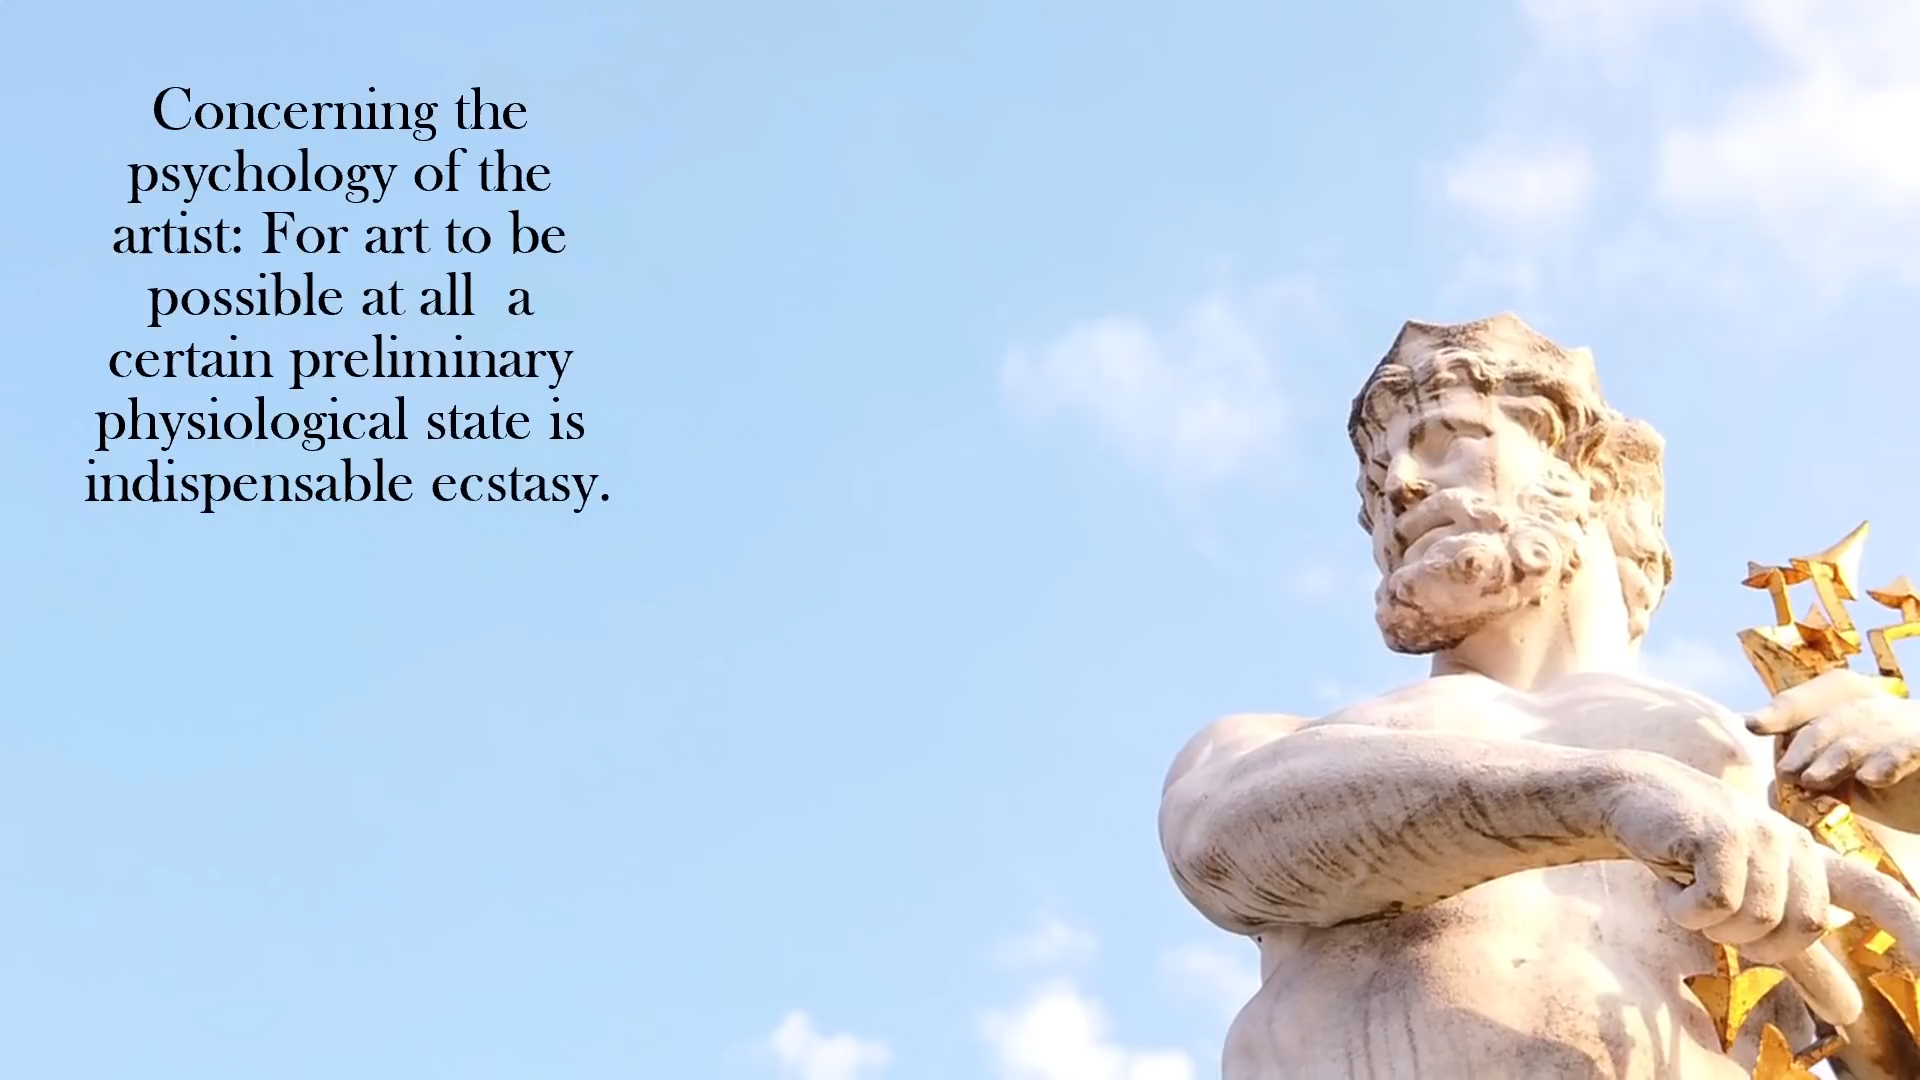 Concerning the
psychology of the
artist: For art to be
possible at all  a
certain preliminary
physiological state is
indispensable ecstasy.